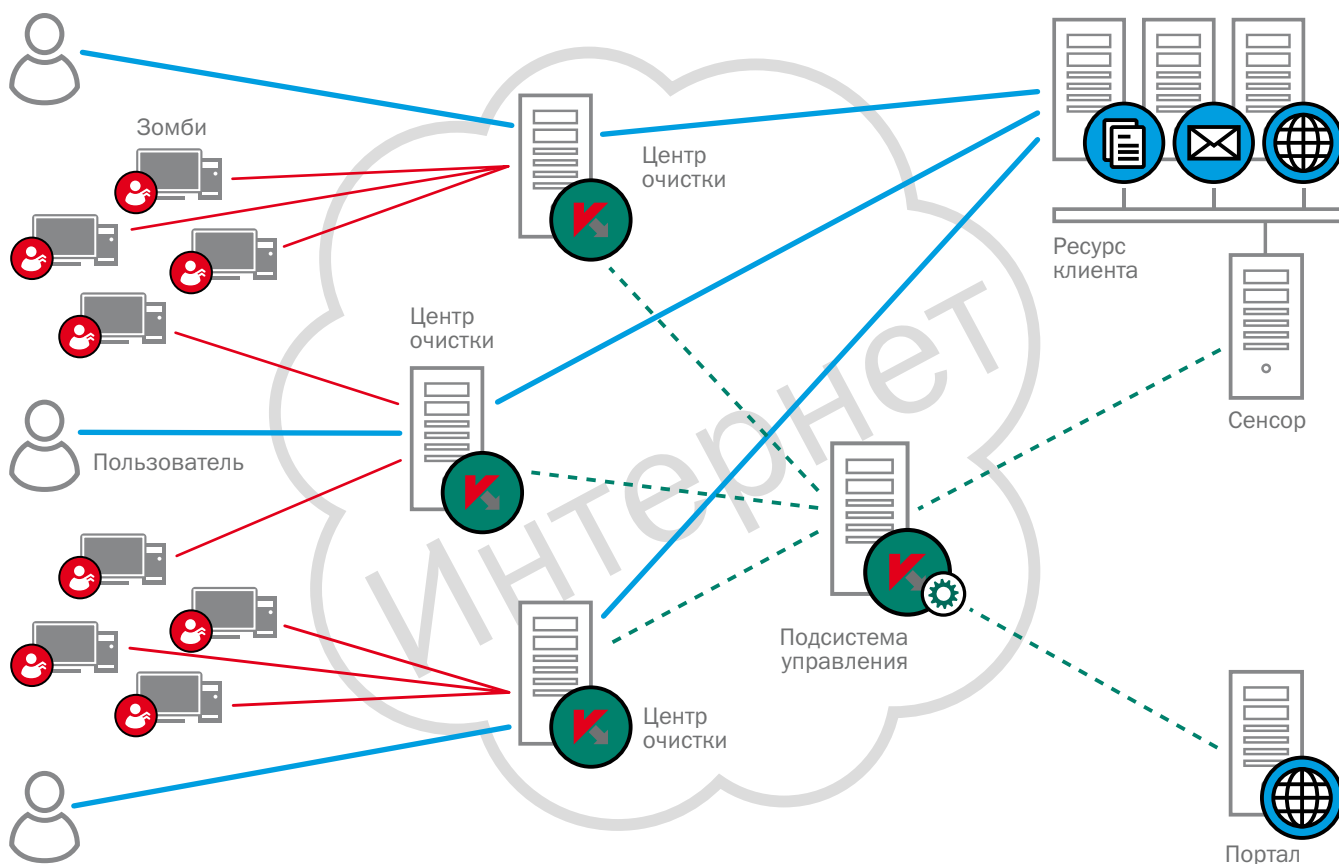 Зомби
Центр
очистки
Ресурс
клиента
Центр
очистки
Интернет
Сенсор
Пользователь
Подсистема
управления
Центр
очистки
Портал